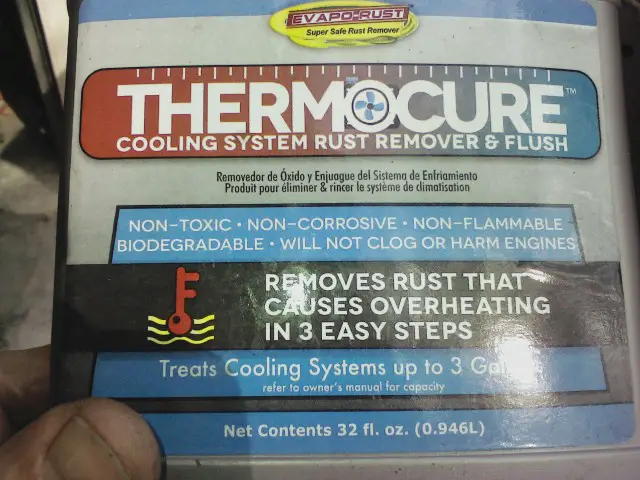 EVAPO-RUST
Super Safe Rust Remover
THERMOCURE™
COOLING SYSTEM RUST REMOVER & FLUSH
Removedor de Óxido y Enjuague del Sistema de Enfriamiento
Produit pour éliminer & rincer le système de climatisation
NON-TOXIC · NON-CORROSIVE · NON-FLAMMABLE
BIODEGRADABLE · WILL NOT CLOG OR HARM ENGINES
REMOVES RUST THAT
CAUSES OVERHEATING
IN 3 EASY STEPS
Treats Cooling Systems up to 3
refer to owner's manual for capacity
Net Contents 32 fl. oz. (0.946L)